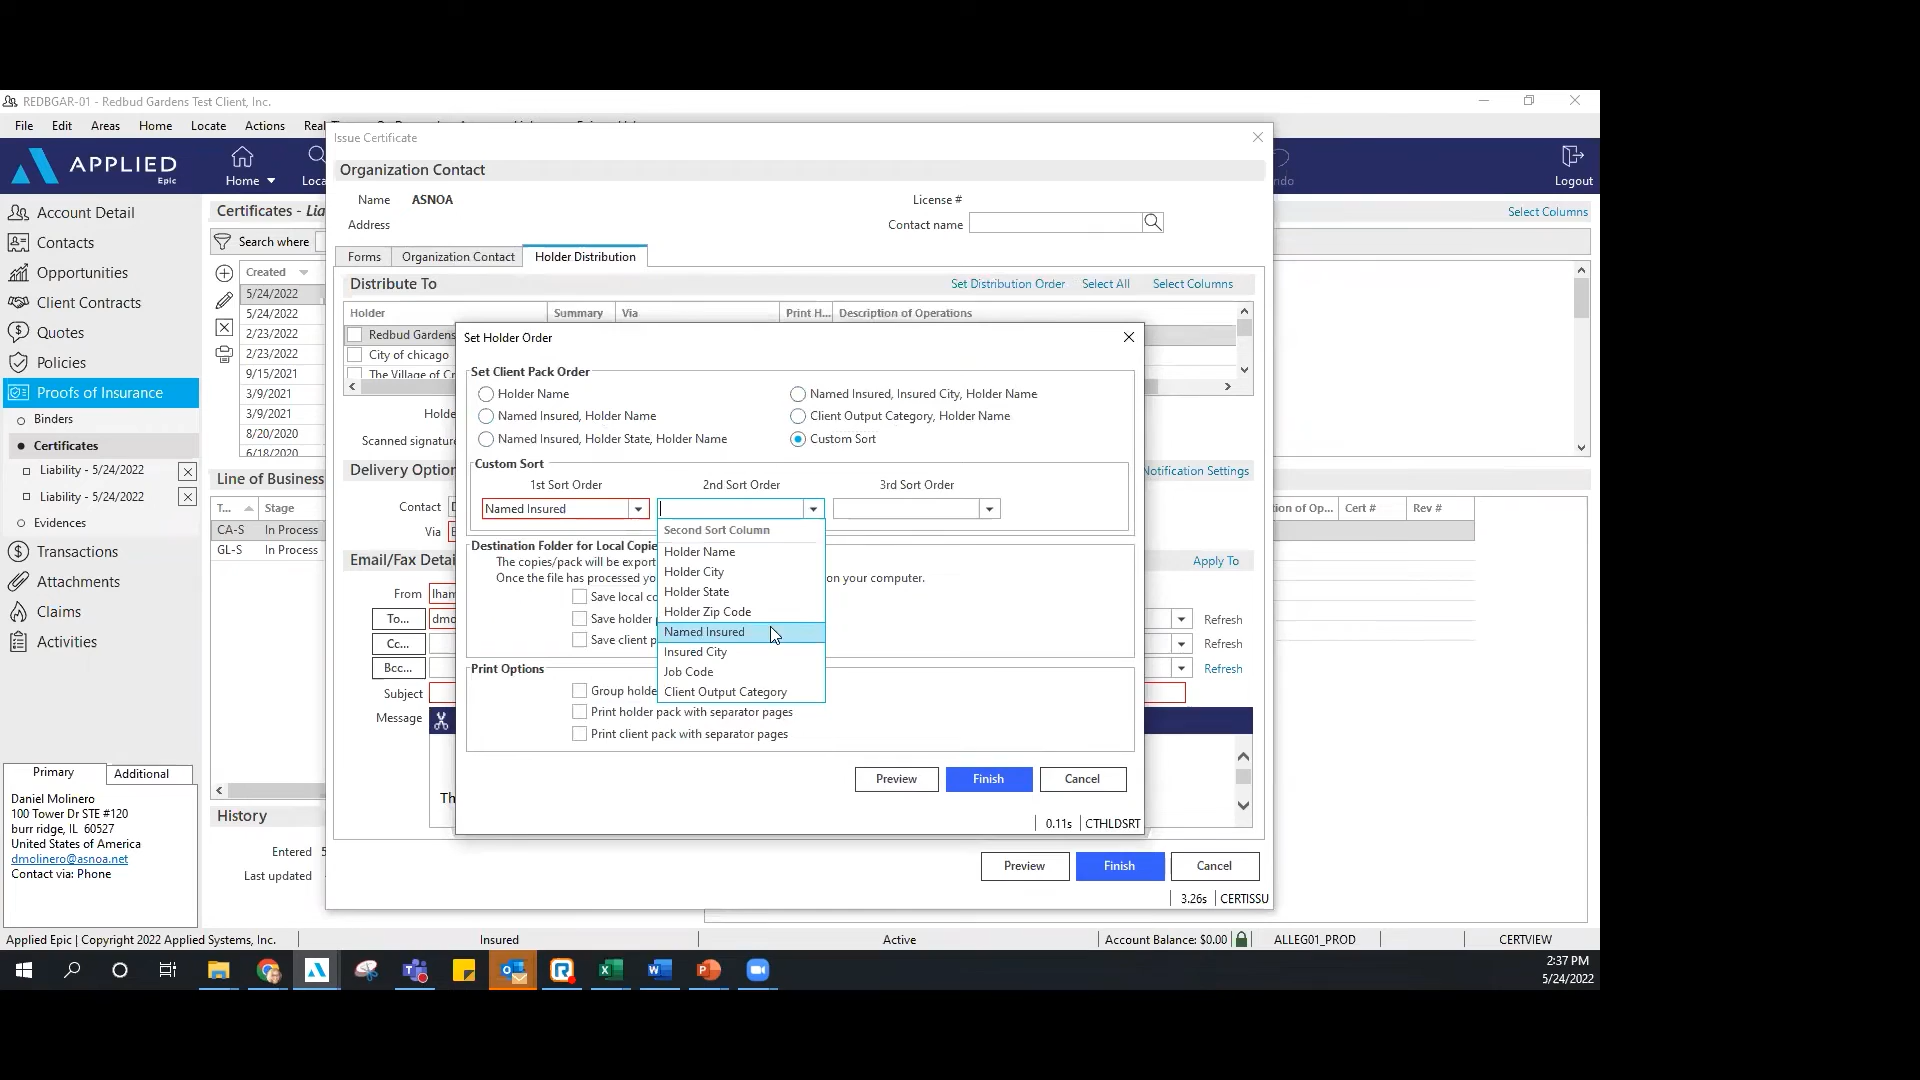 REDBGAR-01 - Redbud Gardens Test Client, Inc.
File Edit Areas Home Locate Actions
Issue Certificate
APPLIED
Epic
Home
Logout
Account Detail
Contacts
Opportunities
Client Contracts
Quotes
Policies
Proofs of Insurance
Binders
Certificates
Liability - 5/24/2022
Liability - 5/24/2022
Evidences
Transactions
Attachments
Claims
Activities
Primary Additional
Daniel Molinero
100 Tower Dr STE #120
burr ridge, IL 60527
United States of America
dmolinero@asnoa.net
Contact via: Phone
Certificates -
Select Columns
Search where
Created
5/24/2022
5/24/2022
2/23/2022
2/23/2022
9/15/2021
3/9/2021
3/9/2021
8/20/2020
6/18/2020
Line of Business
T... Stage
CA-S In Process
GL-S In Process
Cert # Rev #
History
Entered 5
Last updated
Organization Contact
Name ASNOA
License #
Address
Contact name
Forms Organization Contact Holder Distribution
Distribute To Set Distribution Order Select All Select Columns
Holder Summary Via Print H... Description of Operations
Redbud Gardens
City of chicago
The Village of
Scanned signature
Delivery
Notification Settings
Contact
Via
Email/Fax
Apply To
From
To...
Refresh
Cc...
Refresh
Bcc...
Refresh
Subject
Message
Th
Set Holder Order
Set Client Pack Order
Holder Name
Named Insured, Insured City, Holder Name
Named Insured, Holder Name
Client Output Category, Holder Name
Named Insured, Holder State, Holder Name
Custom Sort
Custom Sort
1st Sort Order 2nd Sort Order 3rd Sort Order
Named Insured
Second Sort Column
Holder Name
Holder City
Holder State
Holder Zip Code
Named Insured
Insured City
Job Code
Client Output Category
Destination Folder for Local Copie
The copies/pack will be export
Once the file has processed yo on your computer.
Save local
Save holder
Save client
Print Options
Group holde
Print holder pack with separator pages
Print client pack with separator pages
Preview Finish Cancel
0.11s CTHLDSRT
Preview Finish Cancel
3.26s CERTISSU
Applied Epic | Copyright 2022 Applied Systems, Inc. Insured Active Account Balance: $0.00 ALLEG01_PROD CERTVIEW
2:37 PM
5/24/2022